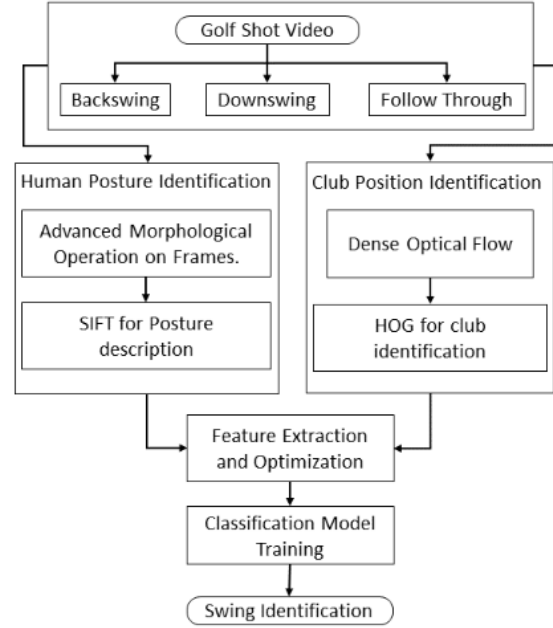 Golf Shot Video
Backswing
Downswing
Follow Through
Human Posture Identification
Advanced Morphological
Operation on Frames.
SIFT for Posture
description
Club Position Identification
Dense Optical Flow
HOG for club
identification
Feature Extraction
and Optimization
Classification Model
Training
Swing Identification